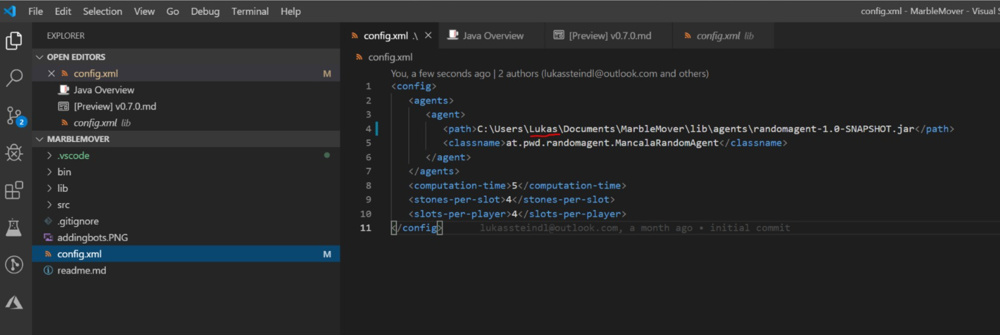 File Edit Selection View Go Debug Terminal Help
config.xml - MarbleMover - Visual
EXPLORER
OPEN EDITORS
config.xml M
Java Overview
[Preview] v0.7.0.md
config.xml lib
MARBLEMOVER
.vscode
bin
lib
src
.gitignore
addingbots.PNG
config.xml M
readme.md
2
config.xml .\ Java Overview [Preview] v0.7.0.md config.xml lib
config.xml
You, a few seconds ago | 2 authors (lukassteindl@outlook.com and others)
1 <config>
2 <agents>
3 <agent>
4 <path>C:\Users\Lukas\Documents\MarbleMover\lib\agents\randomagent-1.0-SNAPSHOT.jar</path>
5 <classname>at.pwd.randomagent.MancalaRandomAgent</classname>
6 </agent>
7 </agents>
8 <computation-time>5</computation-time>
9 <stones-per-slot>4</stones-per-slot>
10 <slots-per-player>4</slots-per-player>
11 </config> lukassteindl@outlook.com, a month ago • initial commit